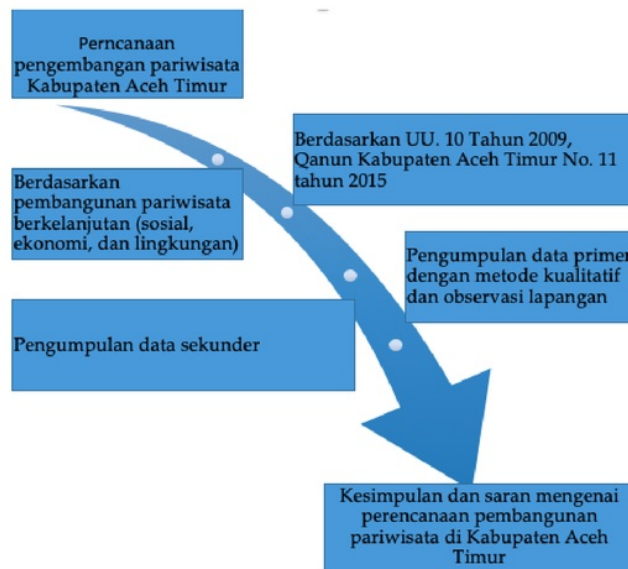 Perncanaan
pengembangan pariwisata
Kabupaten Aceh Timur
Berdasarkan UU. 10 Tahun 2009,
Qanun Kabupaten Aceh Timur No. 11
tahun 2015
Berdasarkan
pembangunan pariwisata
berkelanjutan (sosial,
ekonomi, dan lingkungan)
Pengumpulan data primer
dengan metode kualitatif
dan observasi lapangan
Pengumpulan data sekunder
Kesimpulan dan saran mengenai
perencanaan pembangunan
pariwisata di Kabupaten Aceh
Timur